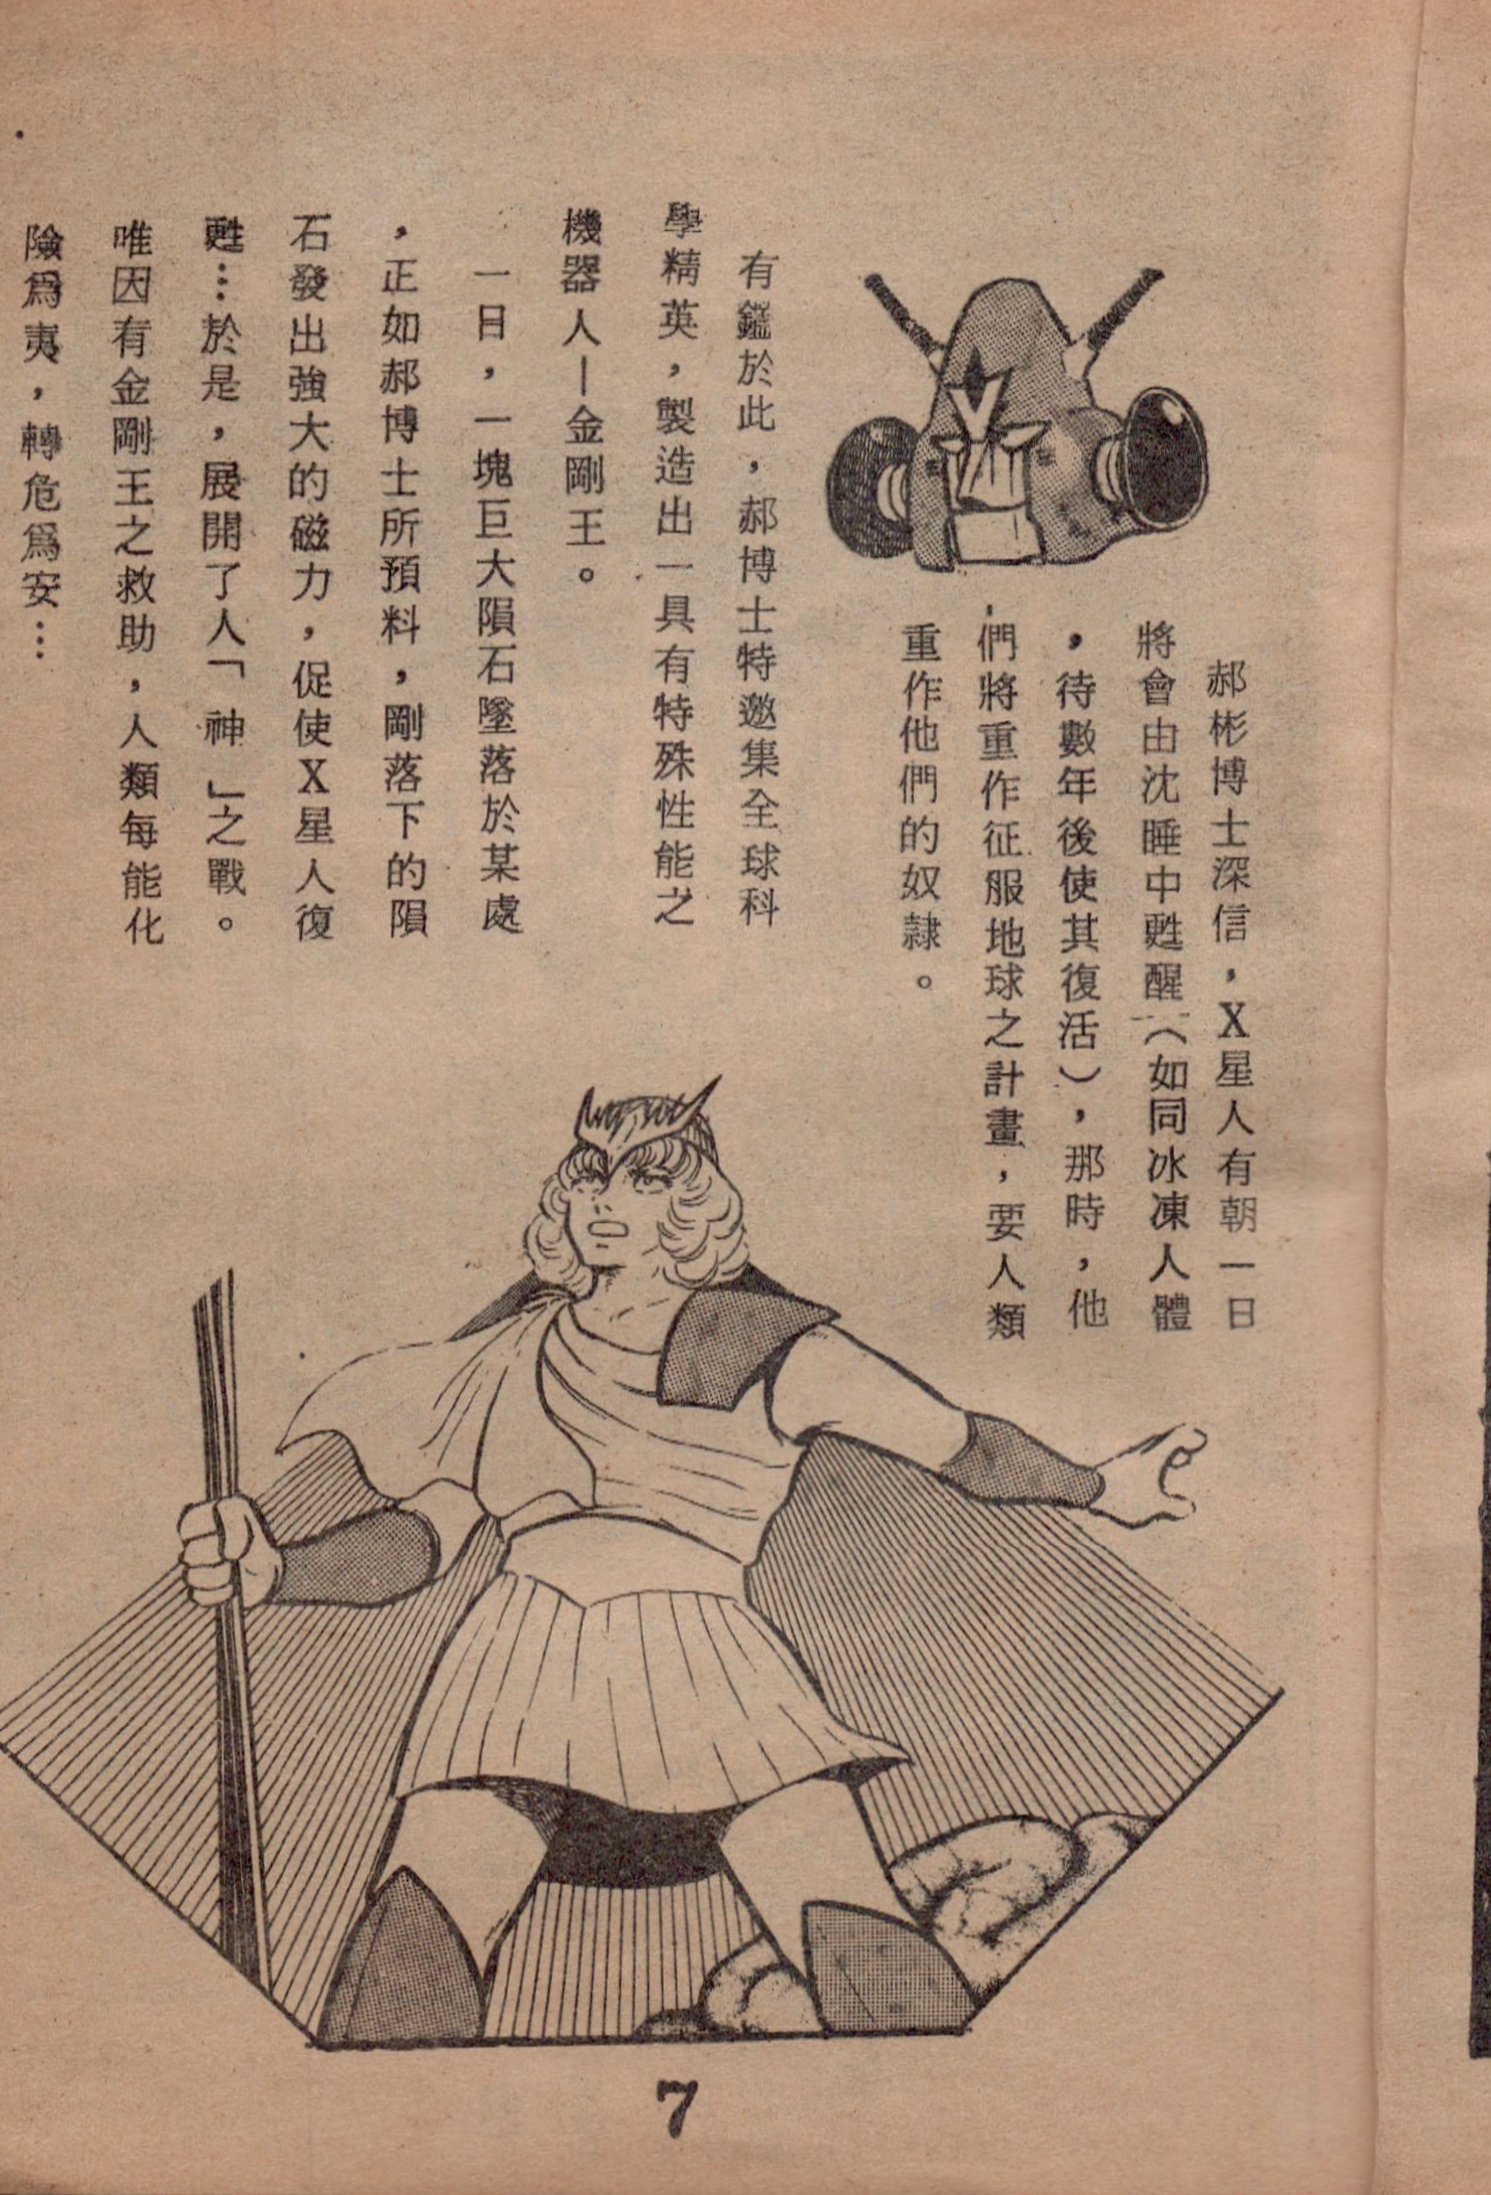 郝彬博士深信，X星人有朝一日
將會由沈睡中甦醒（如同冰凍人體
，待數年後使其復活），那時，他
們將重作征服地球之計畫，要人類
重作他們的奴隸。
有鑑於此，郝博士特邀集全球科
學精英，製造出一具有特殊性能之
機器人—金剛王。
一日，一塊巨大隕石墜落於某處
，正如郝博士所預料，剛落下的隕
石發出強大的磁力，促使X星人復
甦…於是，展開了人「神」之戰。
唯因有金剛王之救助，人類每能化
險為夷，轉危為安…
7